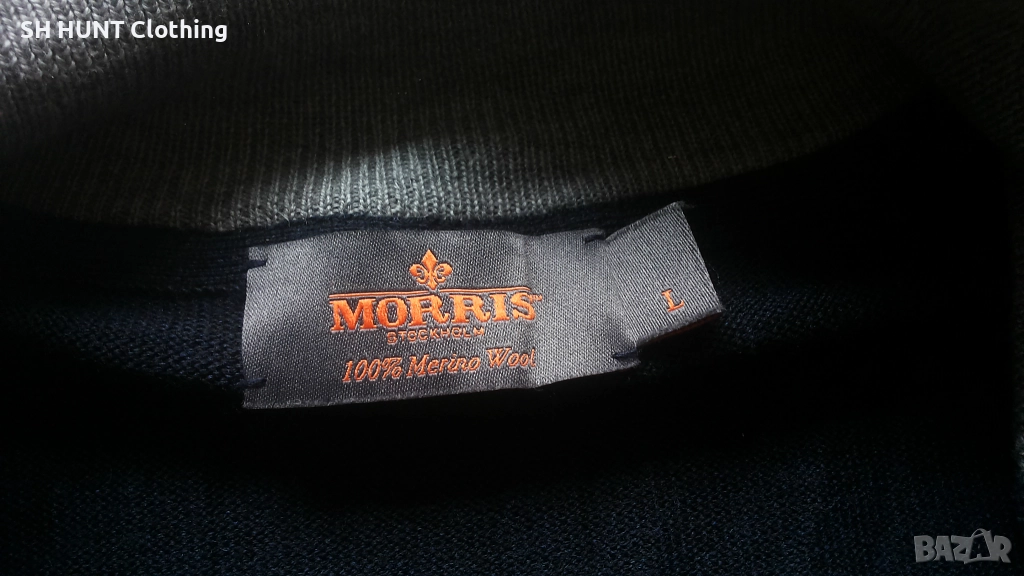 SH HUNT Clothing
MORRIS
STOCKHOLM
100% Merino Wool
L
BAZAR